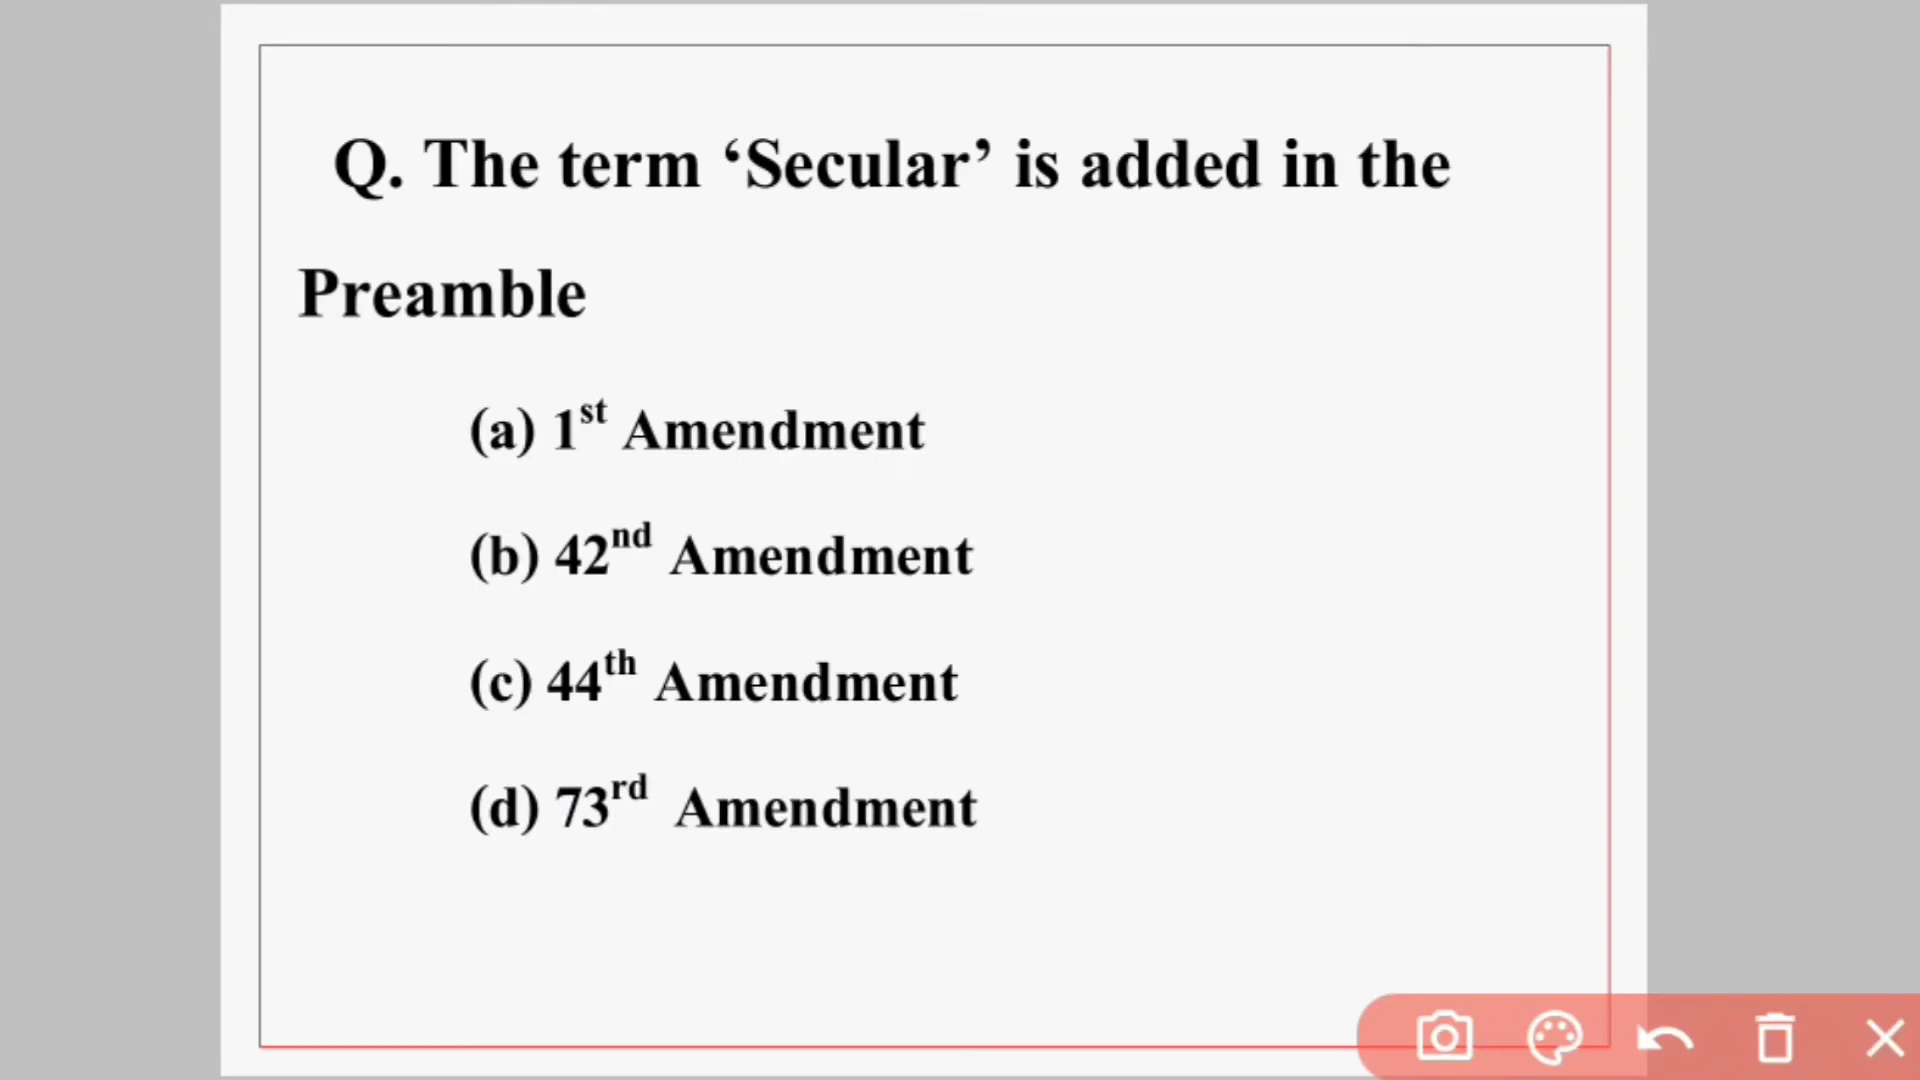 Q. The term ‘Secular’ is added in the
Preamble
(a) 1st Amendment
(b) 42nd Amendment
(c) 44th Amendment
(d) 73rd Amendment